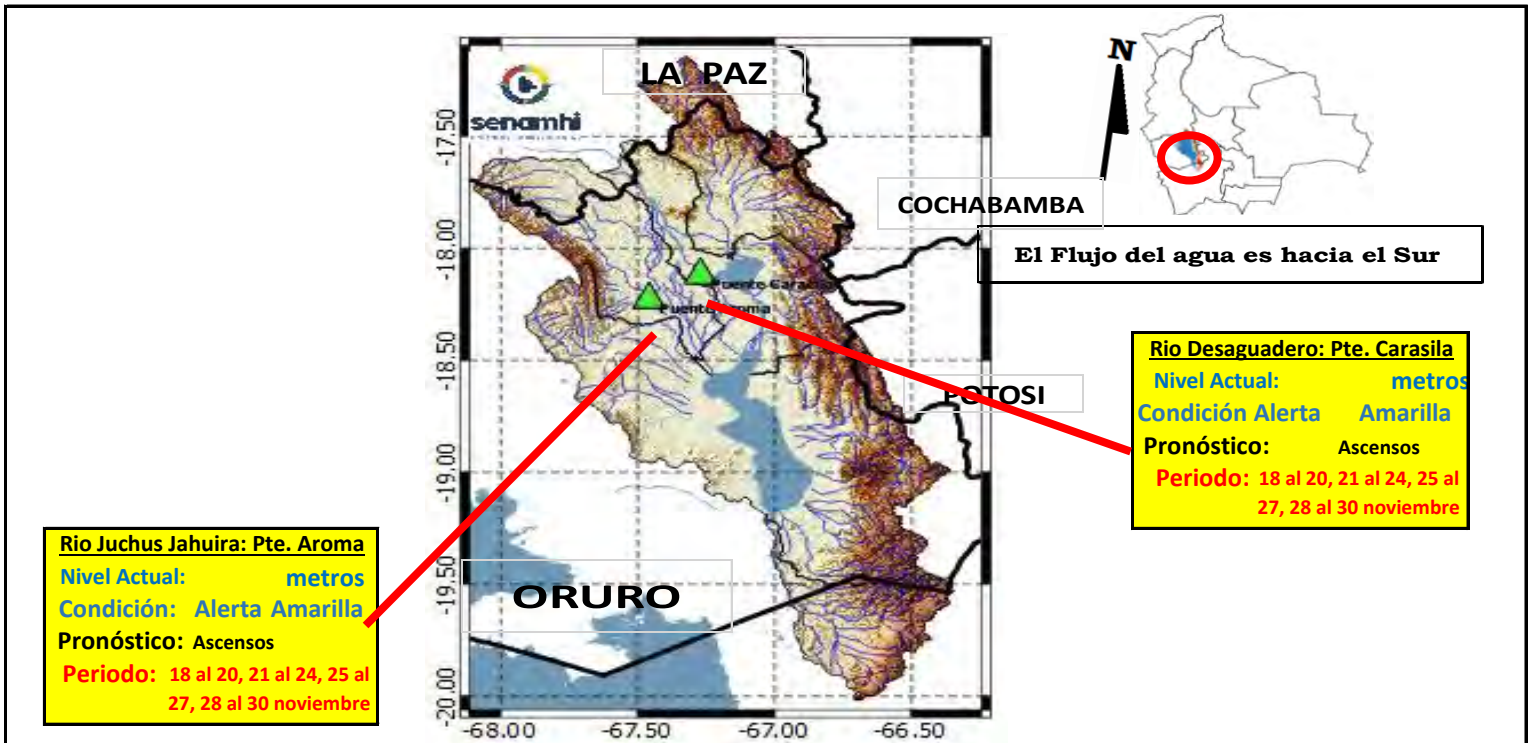 LA PAZ
senamhi
N
COCHABAMBA
El Flujo del agua es hacia el Sur
Puente Aroma
POTOSI
ORURO
Rio Desaguadero: Pte. Carasila
Nivel Actual: metros
Condición Alerta Amarilla
Pronóstico: Ascensos
Periodo: 18 al 20, 21 al 24, 25 al
27, 28 al 30 noviembre
Rio Juchus Jahuira: Pte. Aroma
Nivel Actual: metros
Condición: Alerta Amarilla
Pronóstico: Ascensos
Periodo: 18 al 20, 21 al 24, 25 al
27, 28 al 30 noviembre
-17.50
-18.00
-18.50
-19.00
-19.50
-20.00
-68.00 -67.50 -67.00 -66.50